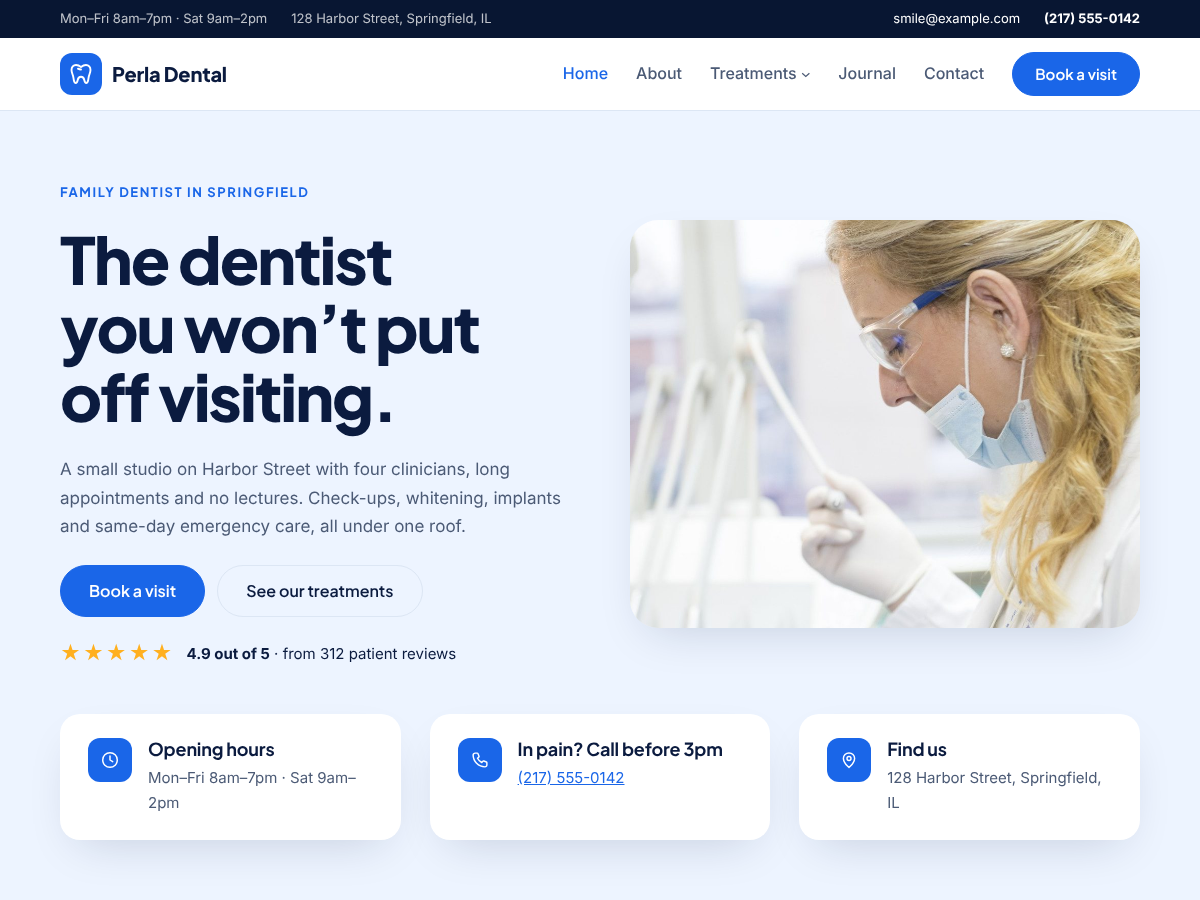 Mon–Fri 8am–7pm · Sat 9am–2pm
128 Harbor Street, Springfield, IL
smile@example.com
(217) 555-0142
Perla Dental
Home
About
Treatments
Journal
Contact
Book a visit
FAMILY DENTIST IN SPRINGFIELD
The dentist
you won’t put
off visiting.
A small studio on Harbor Street with four clinicians, long
appointments and no lectures. Check-ups, whitening, implants
and same-day emergency care, all under one roof.
Book a visit
See our treatments
★★★★★ 4.9 out of 5 · from 312 patient reviews
Opening hours
Mon–Fri 8am–7pm · Sat 9am–
2pm
In pain? Call before 3pm
(217) 555-0142
Find us
128 Harbor Street, Springfield,
IL